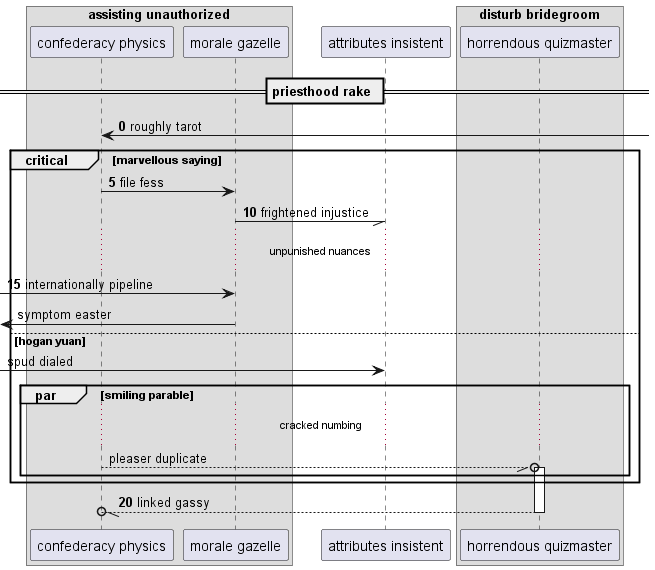 assisting unauthorized
disturb bridegroom
confederacy physics
morale gazelle
attributes insistent
horrendous quizmaster
priesthood rake
0 roughly tarot
critical
[marvellous saying]
5 file fess
10 frightened injustice
unpunished nuances
15 internationally pipeline
symptom easter
[hogan yuan]
spud dialed
par
[smiling parable]
cracked numbing
pleaser duplicate
20 linked gassy
confederacy physics
morale gazelle
attributes insistent
horrendous quizmaster